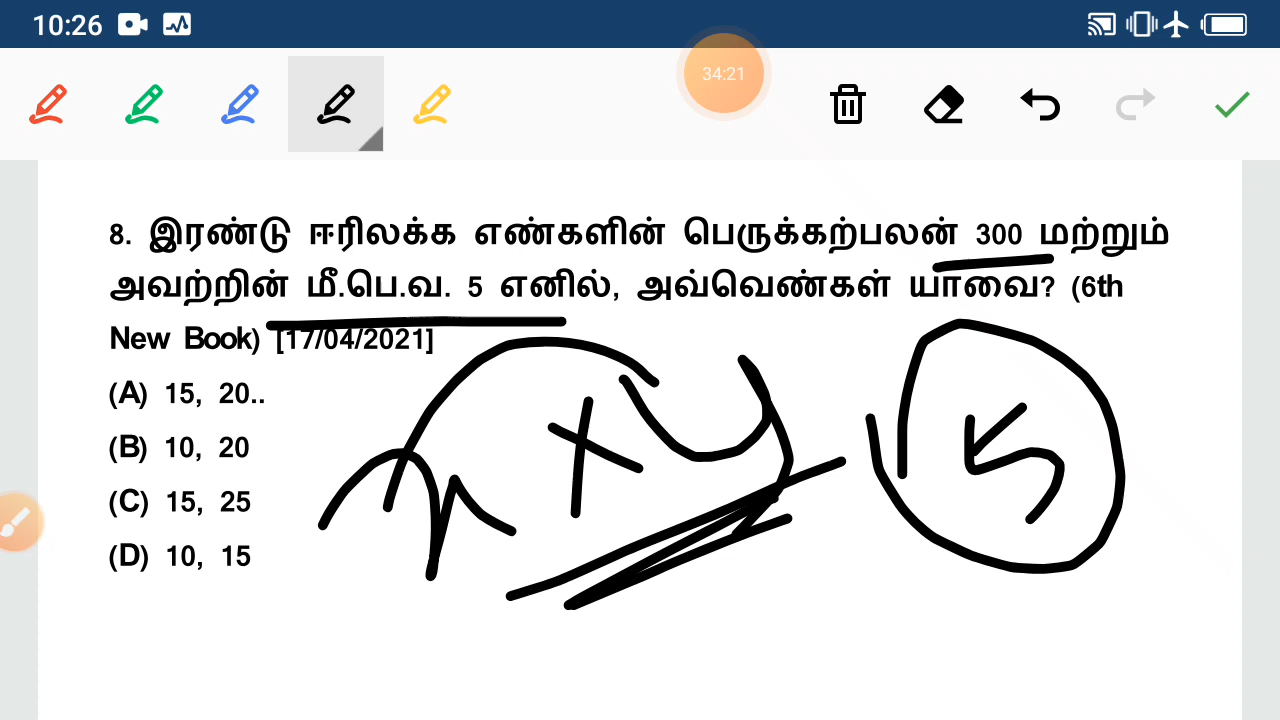 10:26
34:21
8. இரண்டு ஈரிலக்க எண்களின் பெருக்கற்பலன் 300 மற்றும்
அவற்றின் மீ.பெ.வ. 5 எனில், அவ்வெண்கள் யாவை? (6th
New Book) [17/04/2021]
(A) 15, 20..
(B) 10, 20
(C) 15, 25
(D) 10, 15
x × y
5